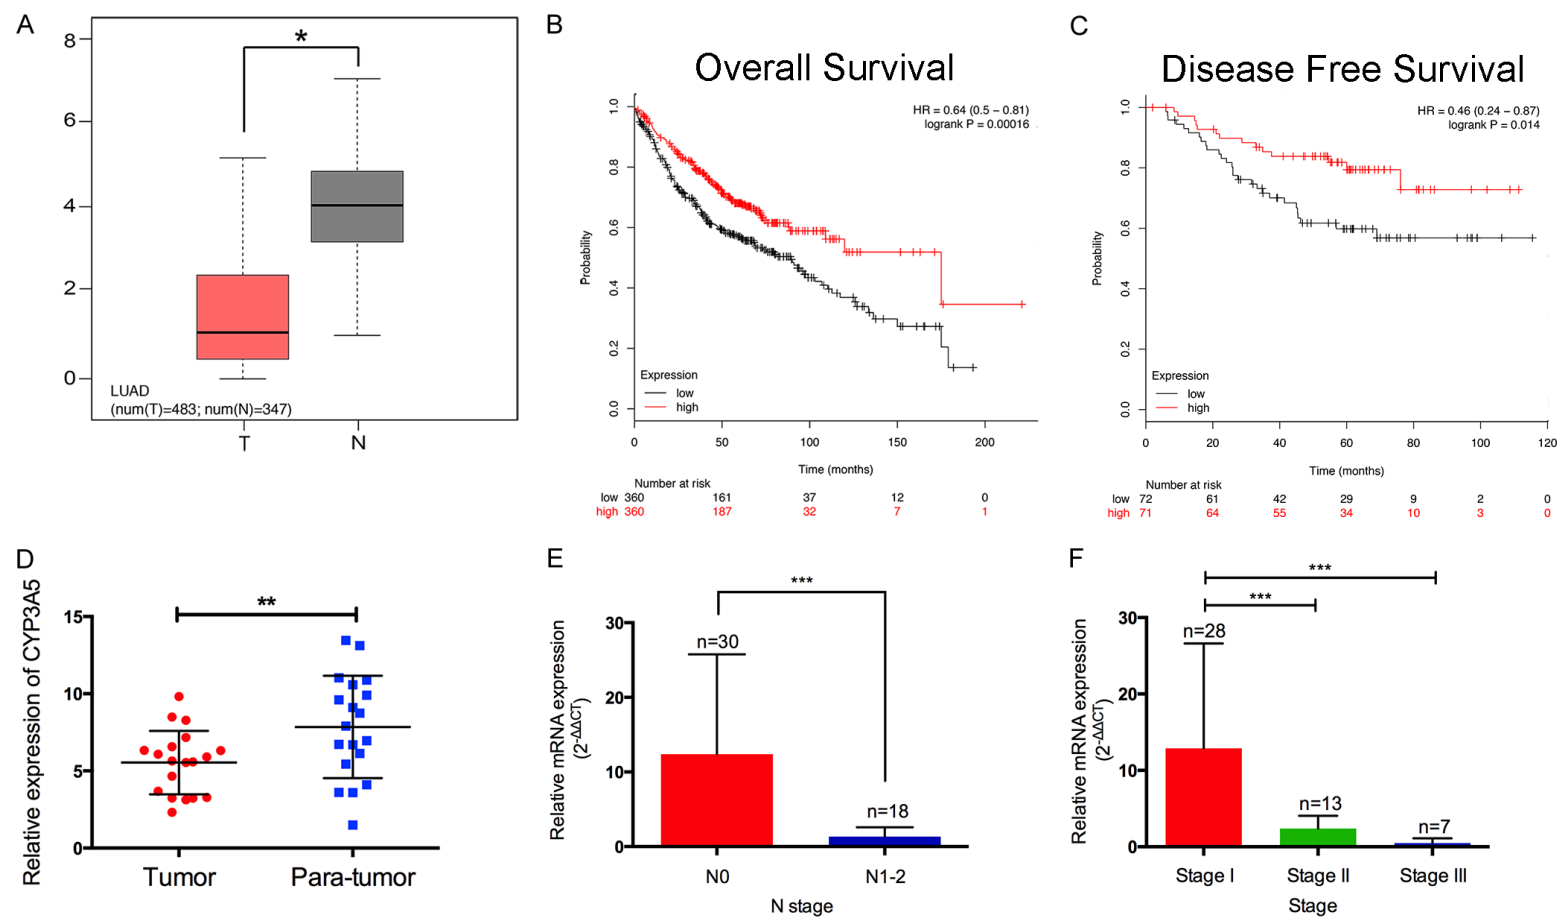 A
8
6
4
2
0
*
LUAD
(num(T)=483; num(N)=347)
T N
B
Overall Survival
HR = 0.64 (0.5 − 0.81)
logrank P = 0.00016
Probability
1.0
0.8
0.6
0.4
0.2
0.0
Expression
low
high
0 50 100 150 200
Time (months)
Number at risk
low 360 161 37 12 0
high 360 187 32 7 1
C
Disease Free Survival
HR = 0.46 (0.24 − 0.87)
logrank P = 0.014
Probability
1.0
0.8
0.6
0.4
0.2
0.0
Expression
low
high
0 20 40 60 80 100 120
Time (months)
Number at risk
low 72 61 42 29 9 2 0
high 71 64 55 34 10 3 0
D
Relative expression of CYP3A5
15
10
5
0
**
Tumor Para-tumor
E
Relative mRNA expression
(2-ΔΔCT)
30
20
10
0
***
n=30
n=18
N0 N1-2
N stage
F
Relative mRNA expression
(2-ΔΔCT)
30
20
10
0
***
***
n=28
n=13
n=7
Stage I Stage II Stage III
Stage